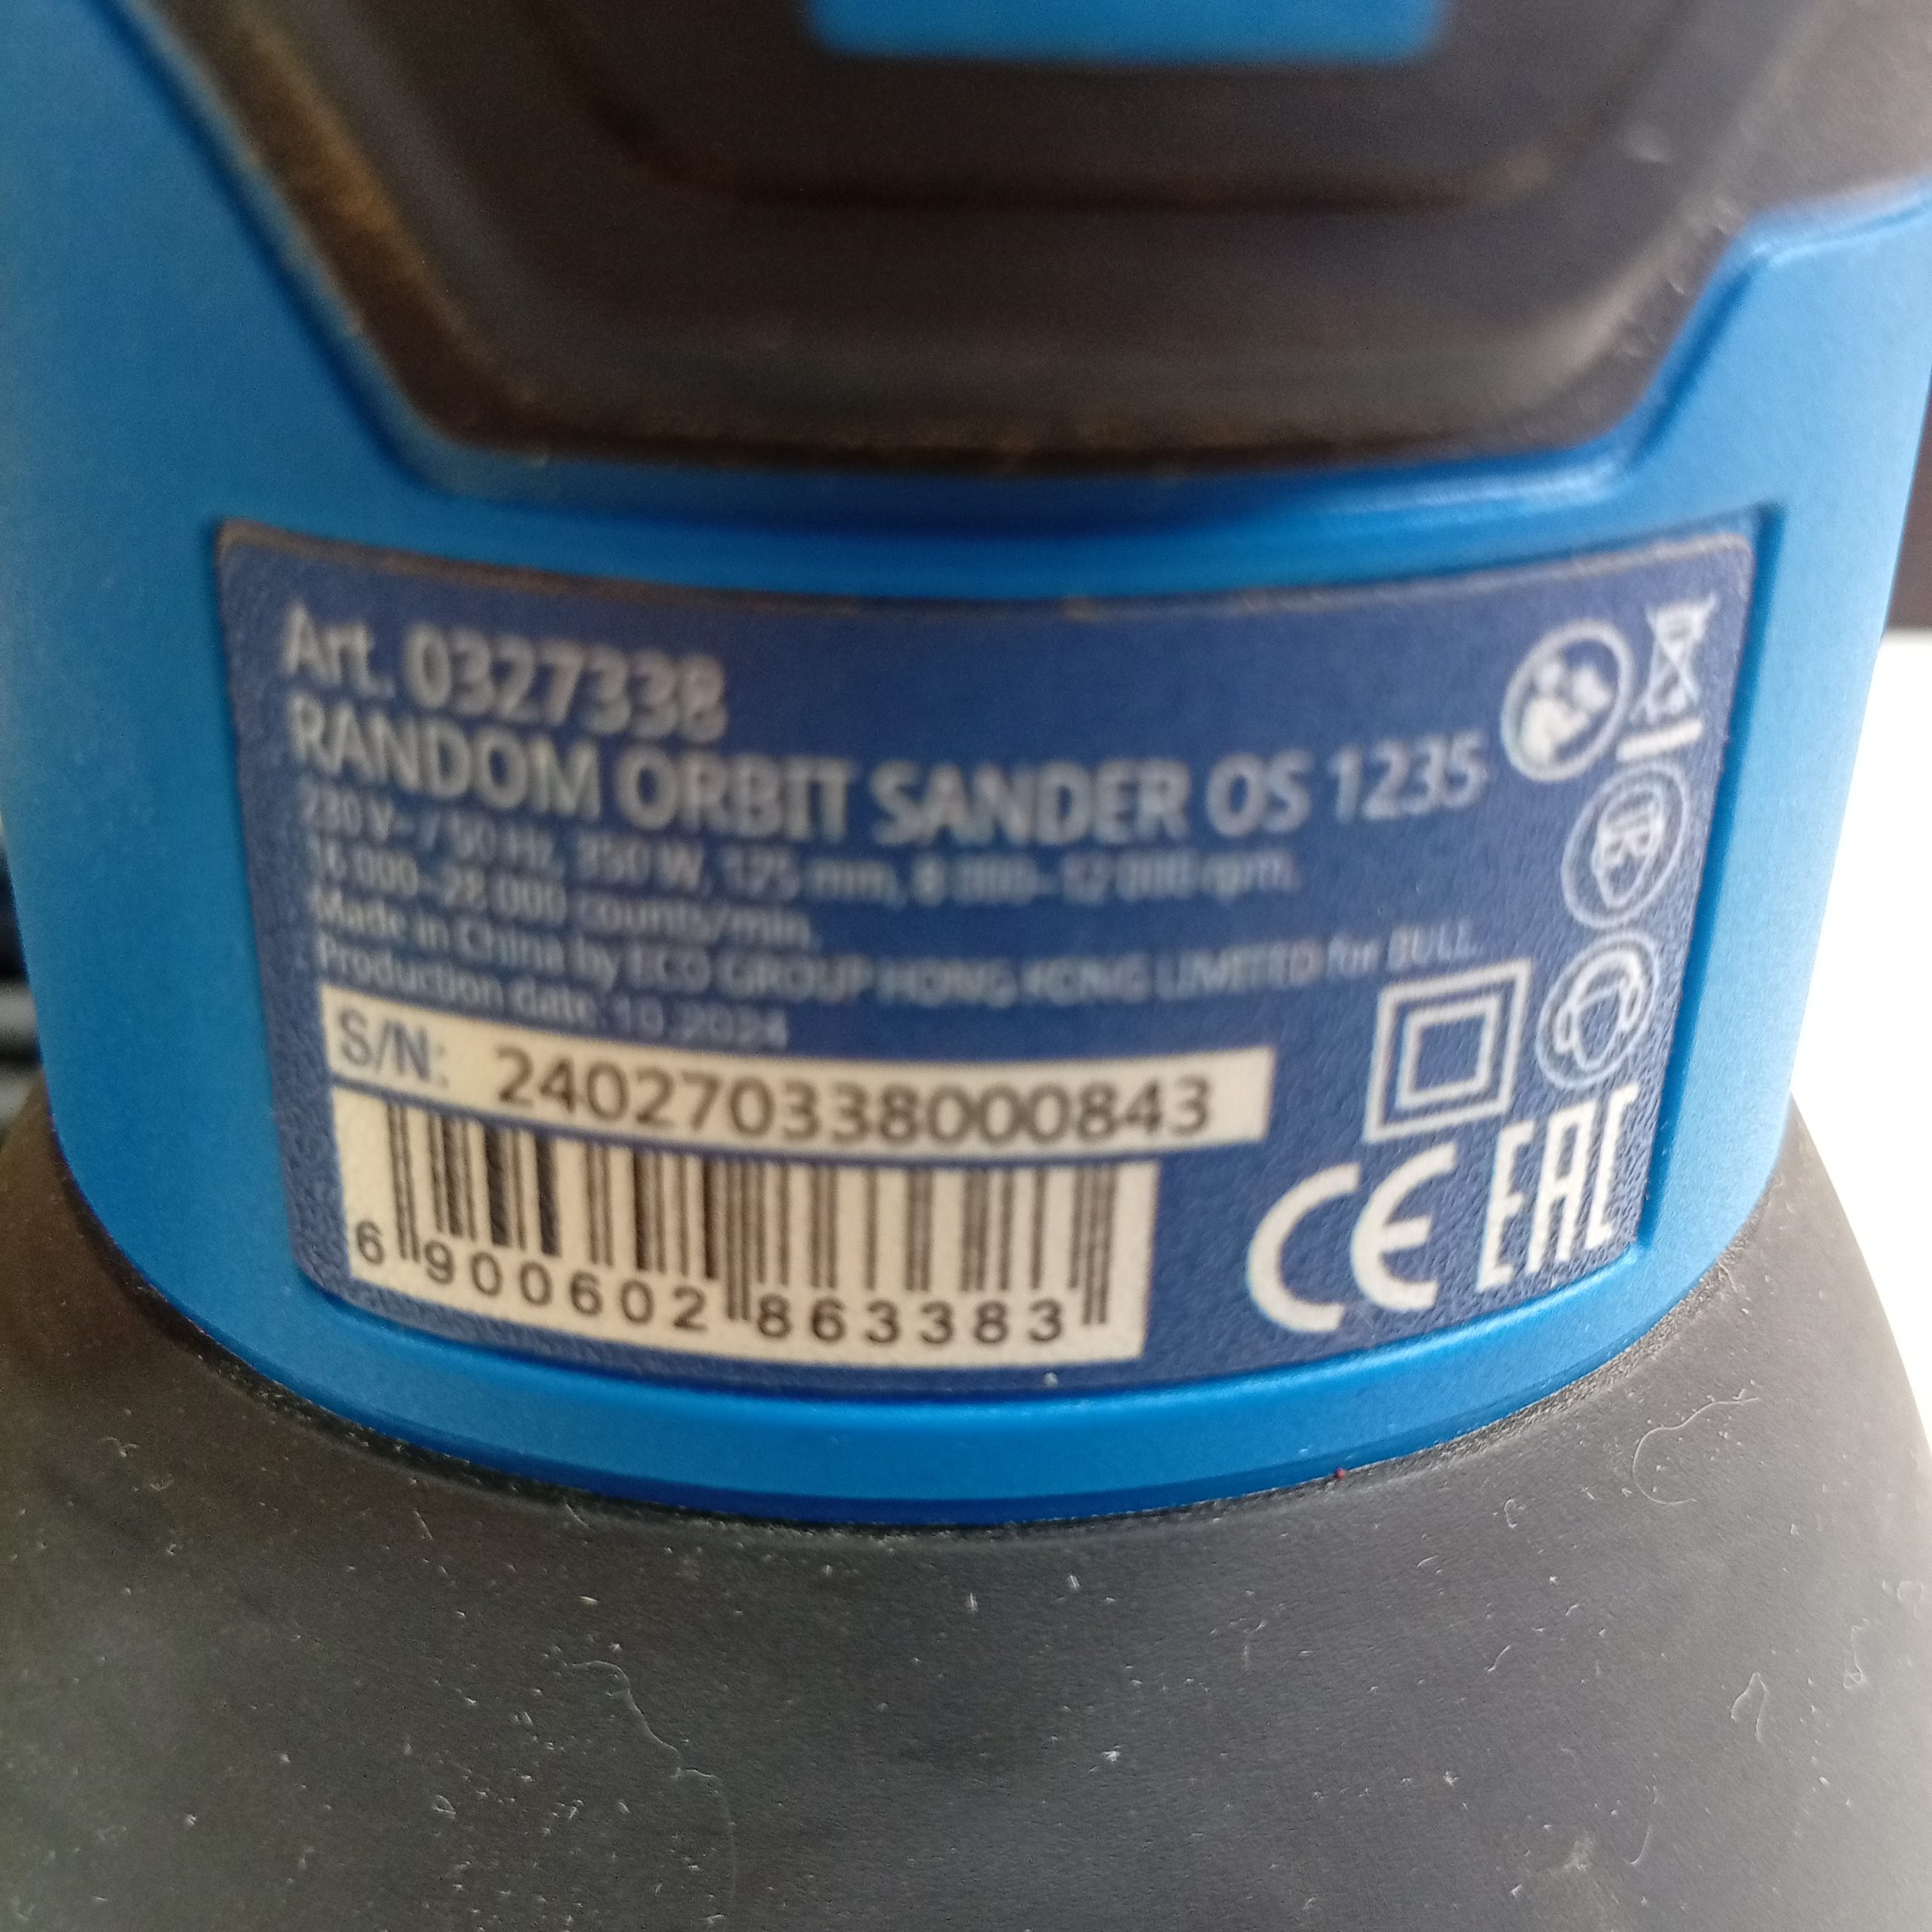 Art. 0327338
RANDOM ORBIT SANDER OS 1235
230 V~ / 50 Hz, 350 W, 125 mm, 8 000–12 000 rpm.
16 000–28 000 counts/min.
Made in China by ECO GROUP HONG KONG LIMITED for BULL.
Production date: 10.2024
S/N: 240270338000843
CE EAC
6 900602 863383